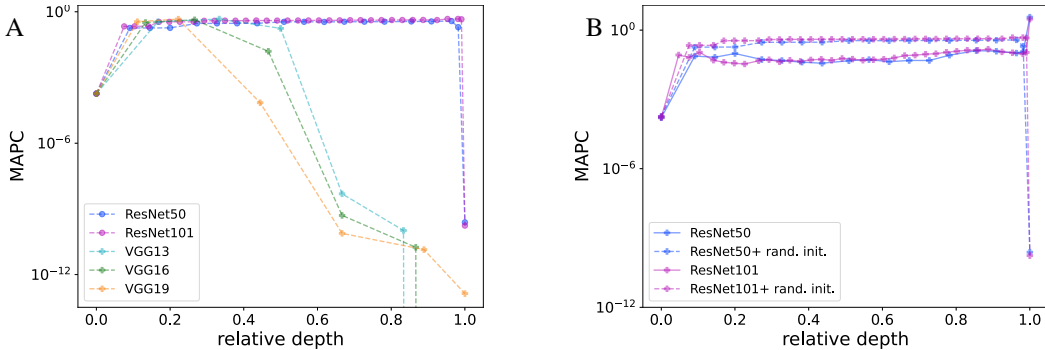 A
MAPC
10^0
10^-6
10^-12
ResNet50
ResNet101
VGG13
VGG16
VGG19
0.0 0.2 0.4 0.6 0.8 1.0
relative depth
B
MAPC
10^0
10^-6
10^-12
ResNet50
ResNet50+ rand. init.
ResNet101
ResNet101+ rand. init.
0.0 0.2 0.4 0.6 0.8 1.0
relative depth